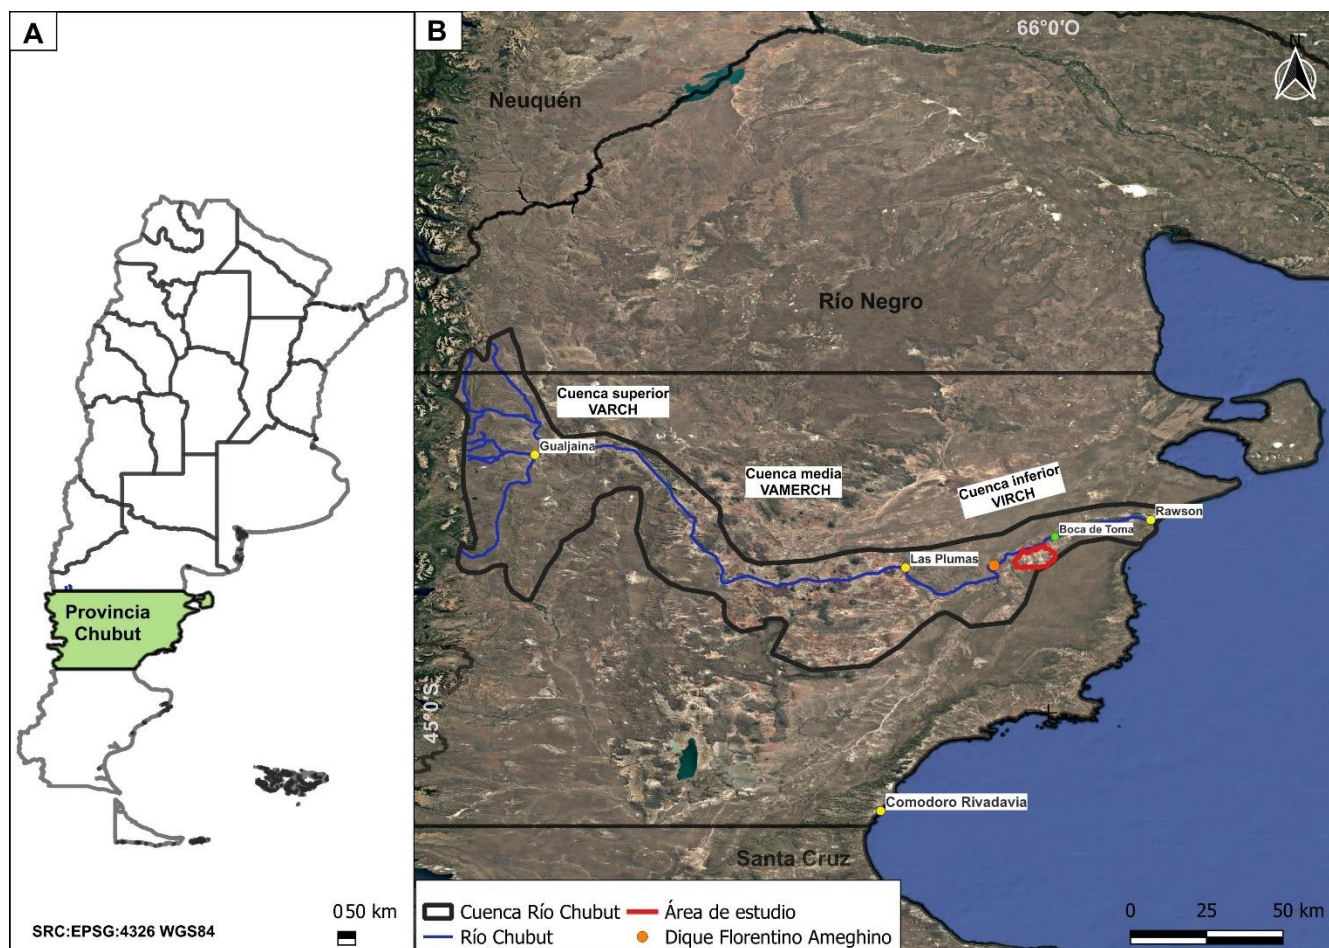 A
Provincia
Chubut
SRC:EPSG:4326 WGS84
0 50 km
B
66°0'O
N
Neuquén
Río Negro
Cuenca superior
VARCH
Gualjaina
Cuenca media
VAMERCH
Cuenca inferior
VIRCH
Rawson
Boca de Toma
Las Plumas
45°0'S
Comodoro Rivadavia
Santa Cruz
Cuenca Río Chubut
Área de estudio
Río Chubut
Dique Florentino Ameghino
0 25 50 km